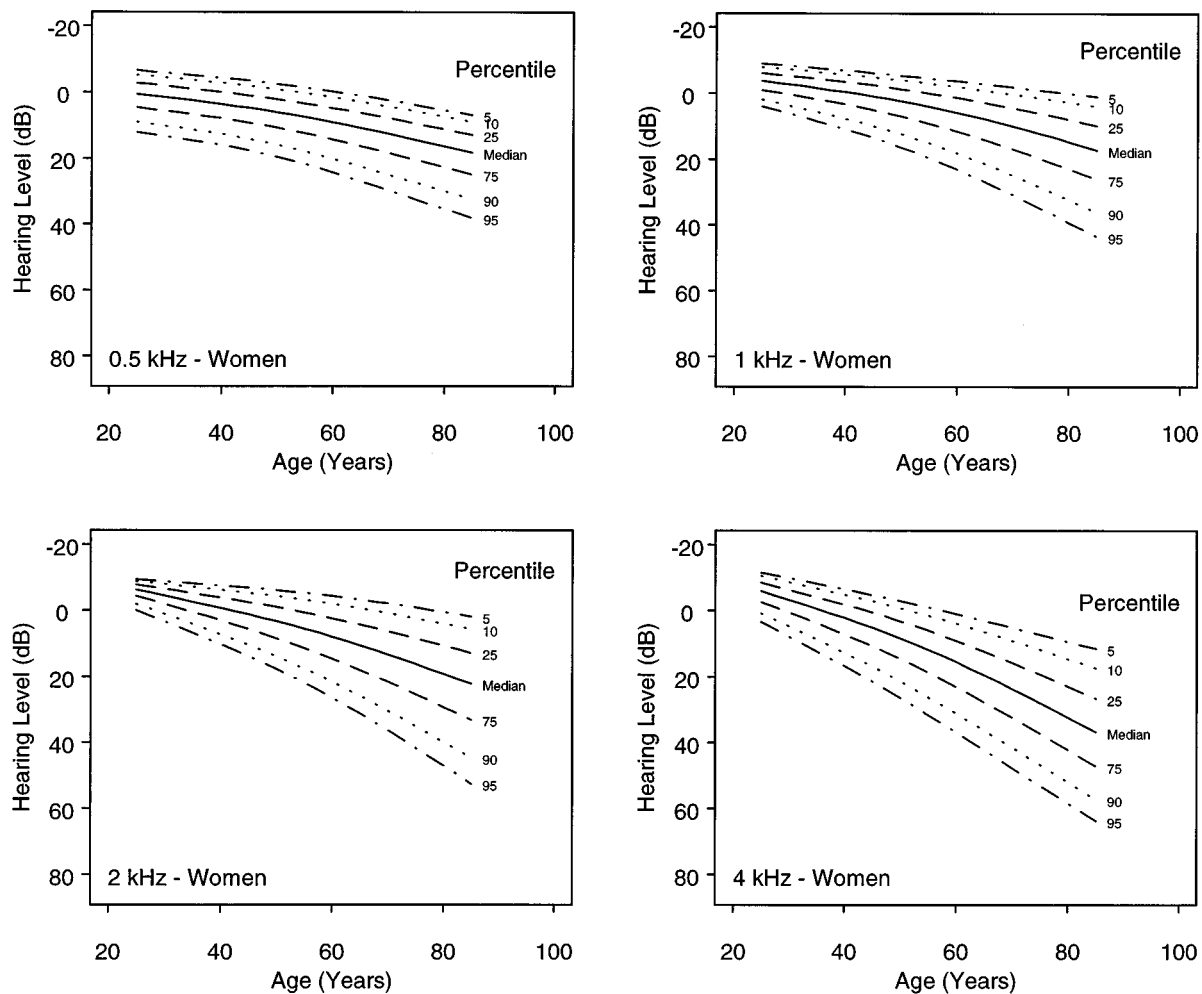 -20
0
20
40
60
80
Hearing Level (dB)
Percentile
5
10
25
Median
75
90
95
0.5 kHz - Women
20 40 60 80 100
Age (Years)
-20
0
20
40
60
80
Hearing Level (dB)
Percentile
5
10
25
Median
75
90
95
1 kHz - Women
20 40 60 80 100
Age (Years)
-20
0
20
40
60
80
Hearing Level (dB)
Percentile
5
10
25
Median
75
90
95
2 kHz - Women
20 40 60 80 100
Age (Years)
-20
0
20
40
60
80
Hearing Level (dB)
Percentile
5
10
25
Median
75
90
95
4 kHz - Women
20 40 60 80 100
Age (Years)